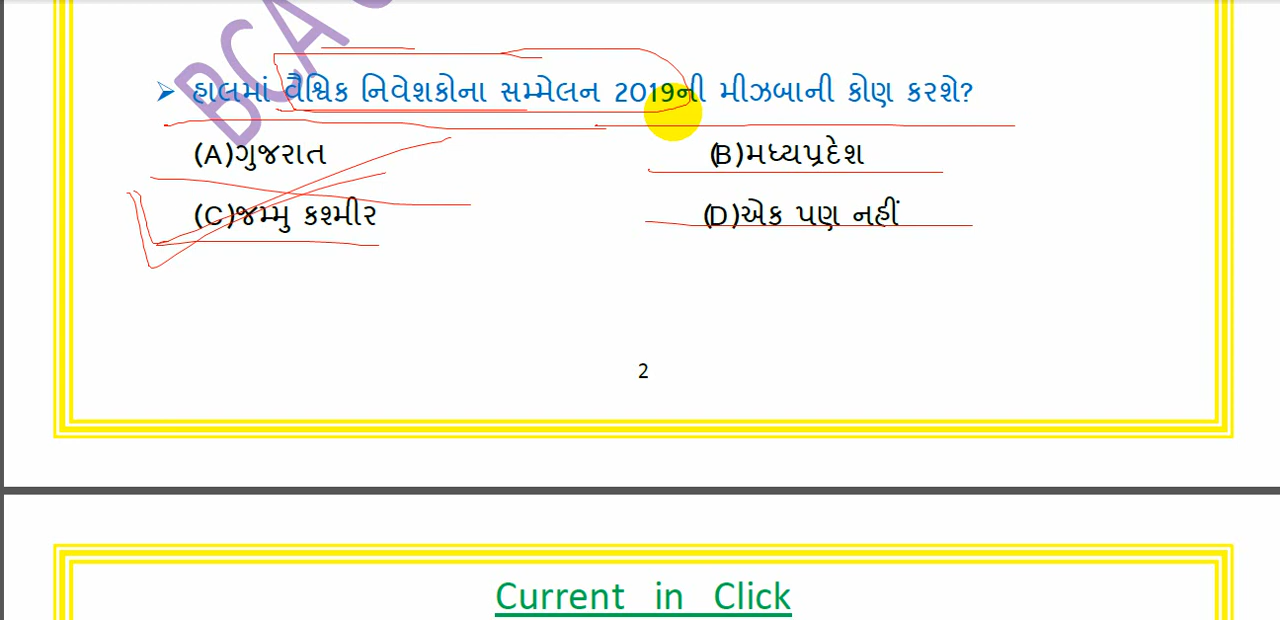 BCA
➢ હાલમાં વૈશ્વિક નિવેશકોના સમ્મેલન 2019ની મીઝબાની કોણ કરશે?
(A)ગુજરાત (B)મધ્યપ્રદેશ
(C)જમ્મુ કશ્મીર (D)એક પણ નહીં
2
Current in Click